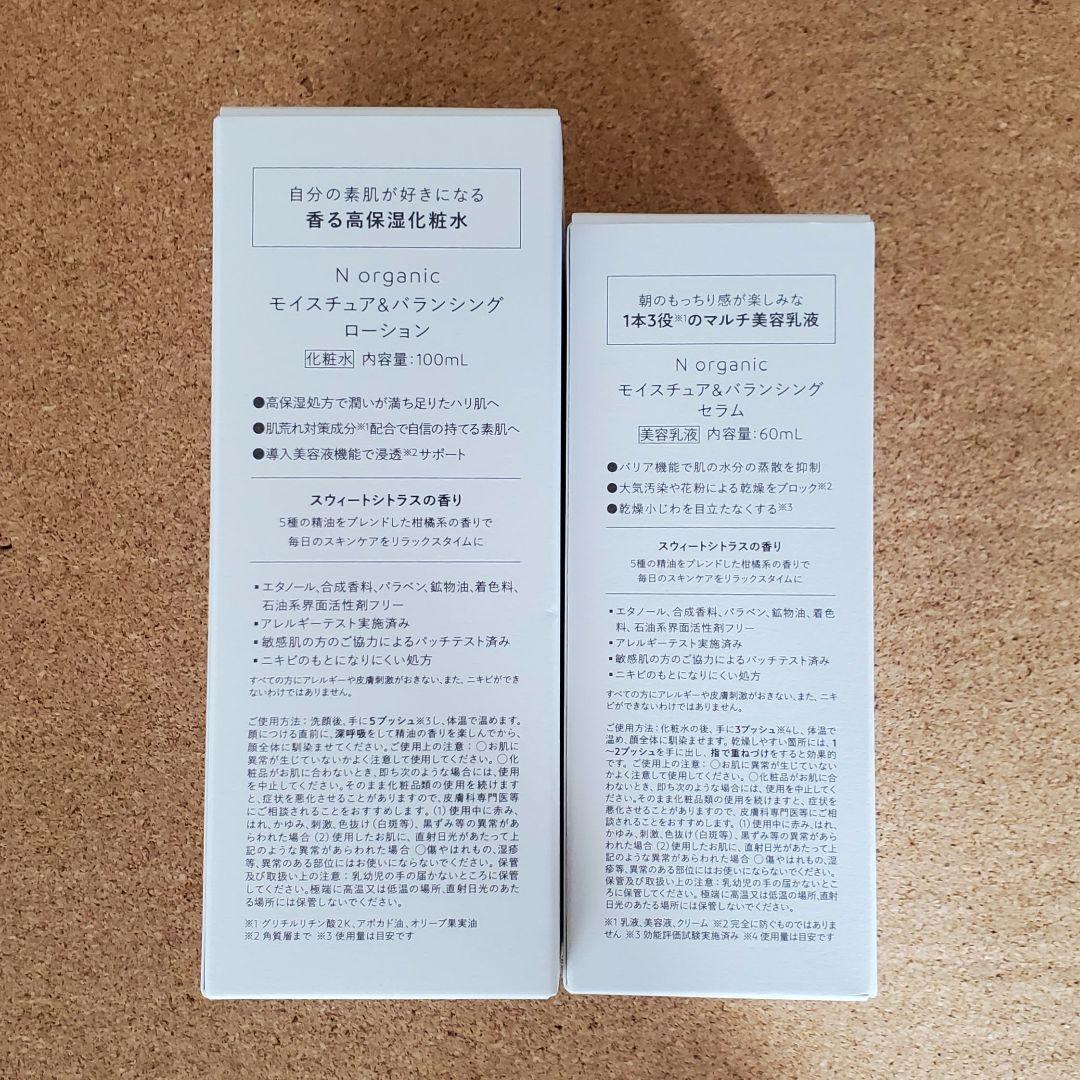 自分の素肌が好きになる
香る高保湿化粧水
N organic
モイスチュア&バランシング
ローション
化粧水 内容量:100mL
●高保湿処方で潤いが満ち足りたハリ肌へ
●肌荒れ対策成分※1配合で自信の持てる素肌へ
●導入美容液機能で浸透※2サポート
スウィートシトラスの香り
5種の精油をブレンドした柑橘系の香りで
毎日のスキンケアをリラックスタイムに
▪エタノール、合成香料、パラベン、鉱物油、着色料、
石油系界面活性剤フリー
▪アレルギーテスト実施済み
▪敏感肌の方のご協力によるパッチテスト済み
▪ニキビのもとになりにくい処方
すべての方にアレルギーや皮膚刺激がおきない、また、ニキビができ
ないわけではありません。
ご使用方法:洗顔後、手に5プッシュ※3し、体温で温めます。
顔につける直前に、深呼吸をして精油の香りを楽しんでから、
顔全体に馴染ませてください。ご使用上の注意:○お肌に
異常が生じていないかよく注意して使用してください。○化
粧品がお肌に合わないとき、即ち次のような場合には、使用
を中止してください。そのまま化粧品類の使用を続けます
と、症状を悪化させることがありますので、皮膚科専門医等
にご相談されることをおすすめします。(1)使用中に赤み、
はれ、かゆみ、刺激、色抜け(白斑等)、黒ずみ等の異常があ
らわれた場合(2)使用したお肌に、直射日光があたって上
記のような異常があらわれた場合 ○傷やはれもの、湿疹
等、異常のある部位にはお使いにならないでください。保管
及び取扱い上の注意:乳幼児の手の届かないところに保管
してください。極端に高温又は低温の場所、直射日光のあた
る場所には保管しないでください。
※1 グリチルリチン酸2K、アボカド油、オリーブ果実油
※2 角質層まで ※3 使用量は目安です
朝のもっちり感が楽しみな
1本3役※1のマルチ美容乳液
N organic
モイスチュア&バランシング
セラム
美容乳液 内容量:60mL
●バリア機能で肌の水分の蒸散を抑制
●大気汚染や花粉による乾燥をブロック※2
●乾燥小じわを目立たなくする※3
スウィートシトラスの香り
5種の精油をブレンドした柑橘系の香りで
毎日のスキンケアをリラックスタイムに
▪エタノール、合成香料、パラベン、鉱物油、着色
料、石油系界面活性剤フリー
▪アレルギーテスト実施済み
▪敏感肌の方のご協力によるパッチテスト済み
▪ニキビのもとになりにくい処方
すべての方にアレルギーや皮膚刺激がおきない、また、ニキ
ビができないわけではありません。
ご使用方法:化粧水の後、手に3プッシュ※4し、体温で
温め、顔全体に馴染ませます。乾燥しやすい箇所には、1
～2プッシュを手に出し、指で重ねづけをすると効果的
です。ご使用上の注意:○お肌に異常が生じていない
かよく注意して使用してください。○化粧品がお肌に合
わないとき、即ち次のような場合には、使用を中止してく
ださい。そのまま化粧品類の使用を続けますと、症状を
悪化させることがありますので、皮膚科専門医等にご相
談されることをおすすめします。(1)使用中に赤み、はれ、
かゆみ、刺激、色抜け(白斑等)、黒ずみ等の異常があら
われた場合(2)使用したお肌に、直射日光があたって上
記のような異常があらわれた場合 ○傷やはれもの、湿
疹等、異常のある部位にはお使いにならないでください。
保管及び取扱い上の注意:乳幼児の手の届かないとこ
ろに保管してください。極端に高温又は低温の場所、直射
日光のあたる場所には保管しないでください。
※1 乳液、美容液、クリーム ※2 完全に防ぐものではありま
せん ※3 効能評価試験実施済み ※4 使用量は目安です